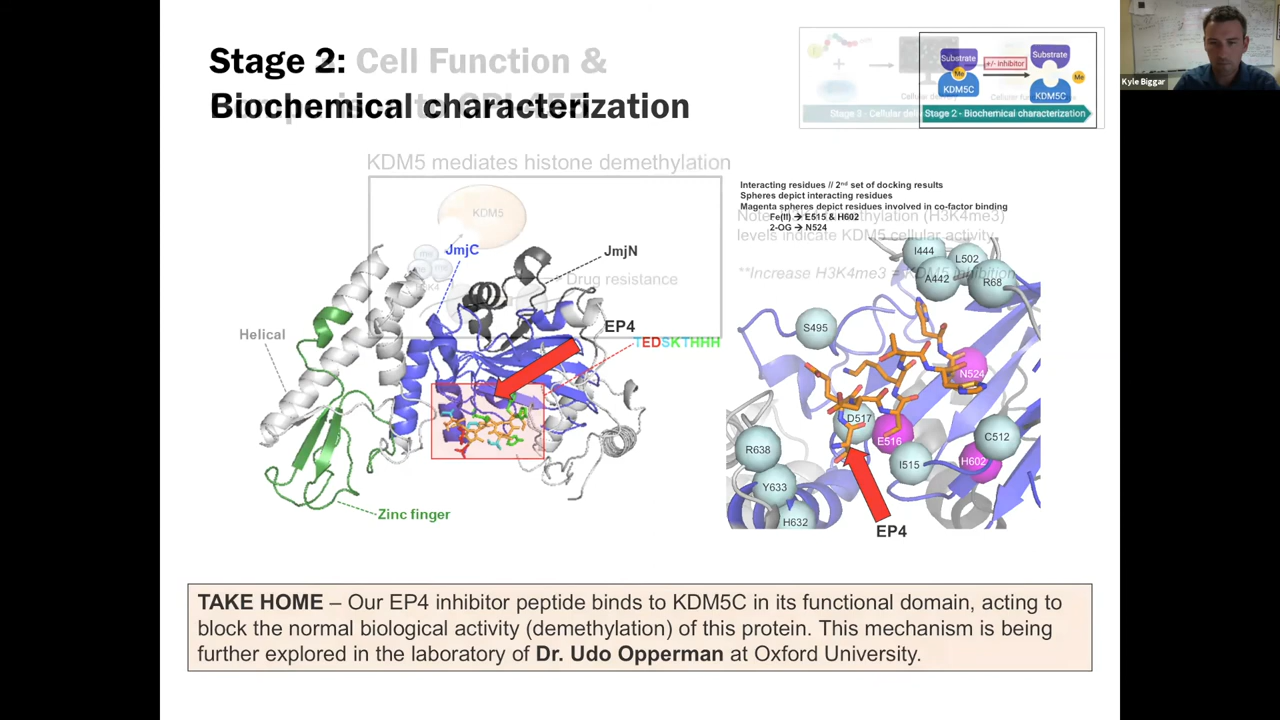 Stage 2: Cell Function &
Biochemical characterization
Substrate
Me
KDM5C
+/- inhibitor
Substrate
Me
KDM5C
Stage 2 - Biochemical characterization
Kyle Biggar
KDM5 mediates histone demethylation
KDM5
Drug resistance
Interacting residues // 2nd set of docking results
Spheres depict interacting residues
Magenta spheres depict residues involved in co-factor binding
Fe(II) → E515 & H602
2-OG → N524
levels indicate KDM5 cellular activity
**Increase H3K4me3 = KDM5 inhibition
JmjC
JmjN
Helical
EP4
TEDSKTHHH
Zinc finger
I444
L502
A442
R68
S495
N524
D517
E516
C512
R638
I515
H602
Y633
H632
EP4
TAKE HOME – Our EP4 inhibitor peptide binds to KDM5C in its functional domain, acting to
block the normal biological activity (demethylation) of this protein. This mechanism is being
further explored in the laboratory of Dr. Udo Opperman at Oxford University.